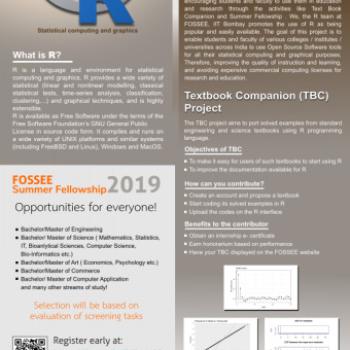 R
Statistical computing and graphics
What is R?
R is a language and environment for statistical
computing and graphics. R provides a wide variety of
statistical (linear and nonlinear modelling, classical
statistical tests, time-series analysis, classification,
clustering,...) and graphical techniques, and is highly
extensible.
R is available as Free Software under the terms of the
Free Software Foundation's GNU General Public
License in source code form. It compiles and runs on
a wide variety of UNIX platforms and similar systems
(including FreeBSD and Linux), Windows and MacOS.
FOSSEE
Summer Fellowship 2019
Opportunities for everyone!
Bachelor/Master of Engineering
Bachelor/ Master of Science ( Mathematics, Statistics,
IT, Bioanalytical Sciences, Computer Science,
Bio-Informatics etc.)
Bachelor/Master of Art ( Economics, Psychology etc.)
Bachelor/Master of Commerce
Bachelor/Master of Computer Application
and many other streams of study!
Selection will be based on
evaluation of screening tasks
Register early at:
encouraging students and faculty to use them in education
and research through the activities like Text Book
Companion and Summer Fellowship . We, the R team at
FOSSEE, IIT Bombay promotes the use of R as being
popular and easily available. The goal of this project is to
enable students and faculty of various colleges / institutes /
universities across India to use Open Source Software tools
for all their statistical computing and graphical purposes.
Therefore, improving the quality of instruction and learning,
and avoiding expensive commercial computing licenses for
research and education.
Textbook Companion (TBC)
Project
The TBC project aims to port solved examples from standard
engineering and science textbooks using R programming
language.
Objectives of TBC
To make it easy for users of such textbooks to start using R
To improve the documentation available for R
How can you contribute?
Create an account and propose a textbook
Start coding its solved examples in R
Upload the codes on the R interface
Benefits to the contributor
Obtain an internship e- certificate
Earn honorarium based on performance
Have your TBC displayed on the FOSSEE website